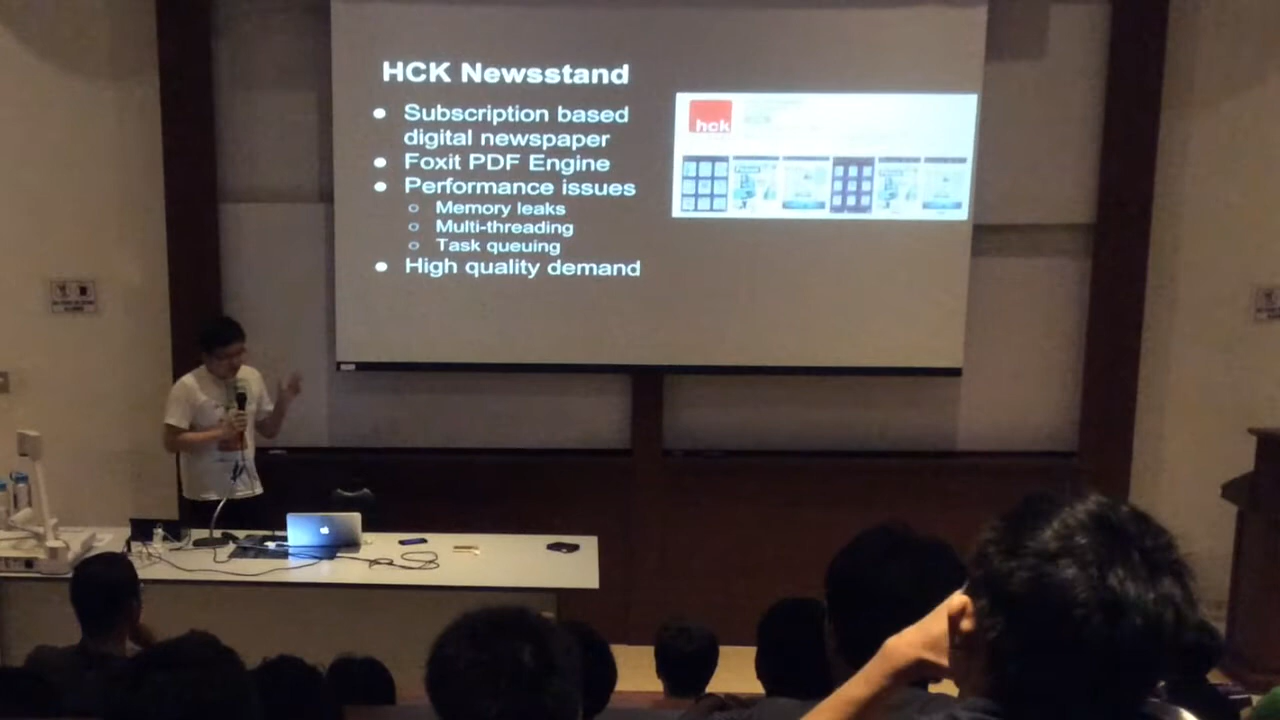 HCK Newsstand
● Subscription based
digital newspaper
● Foxit PDF Engine
● Performance issues
○ Memory leaks
○ Multi-threading
○ Task queuing
● High quality demand
hck